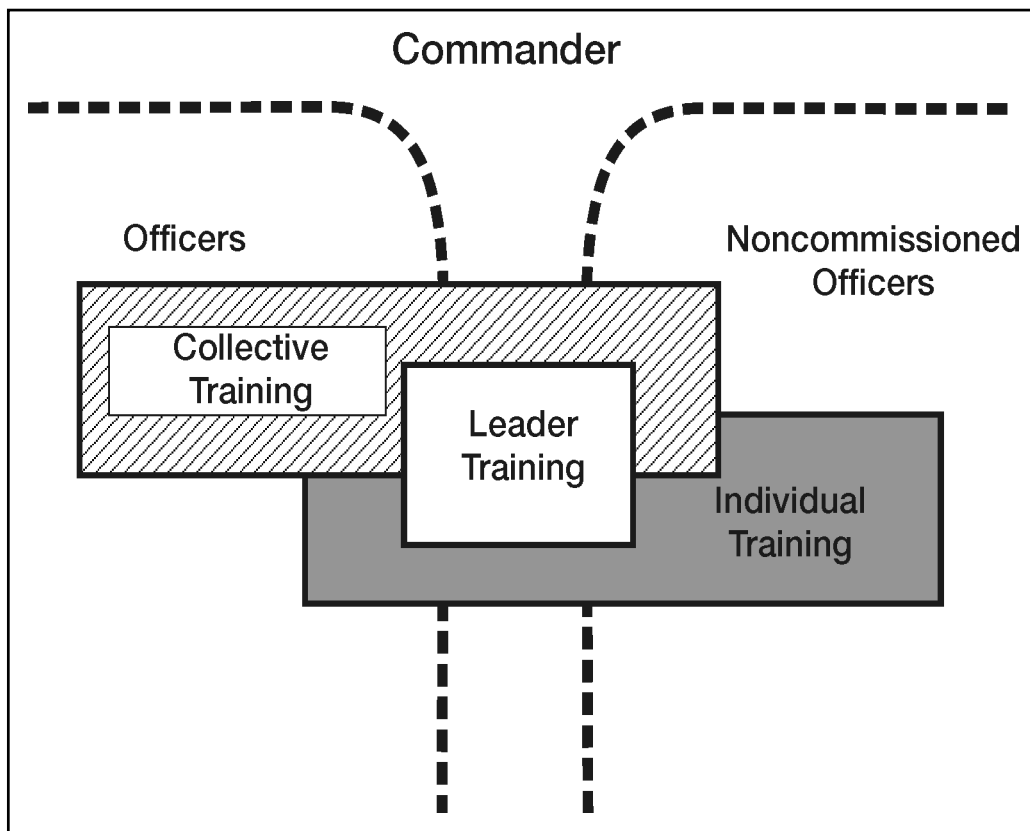 Commander
Officers
Noncommissioned
Officers
Collective
Training
Leader
Training
Individual
Training